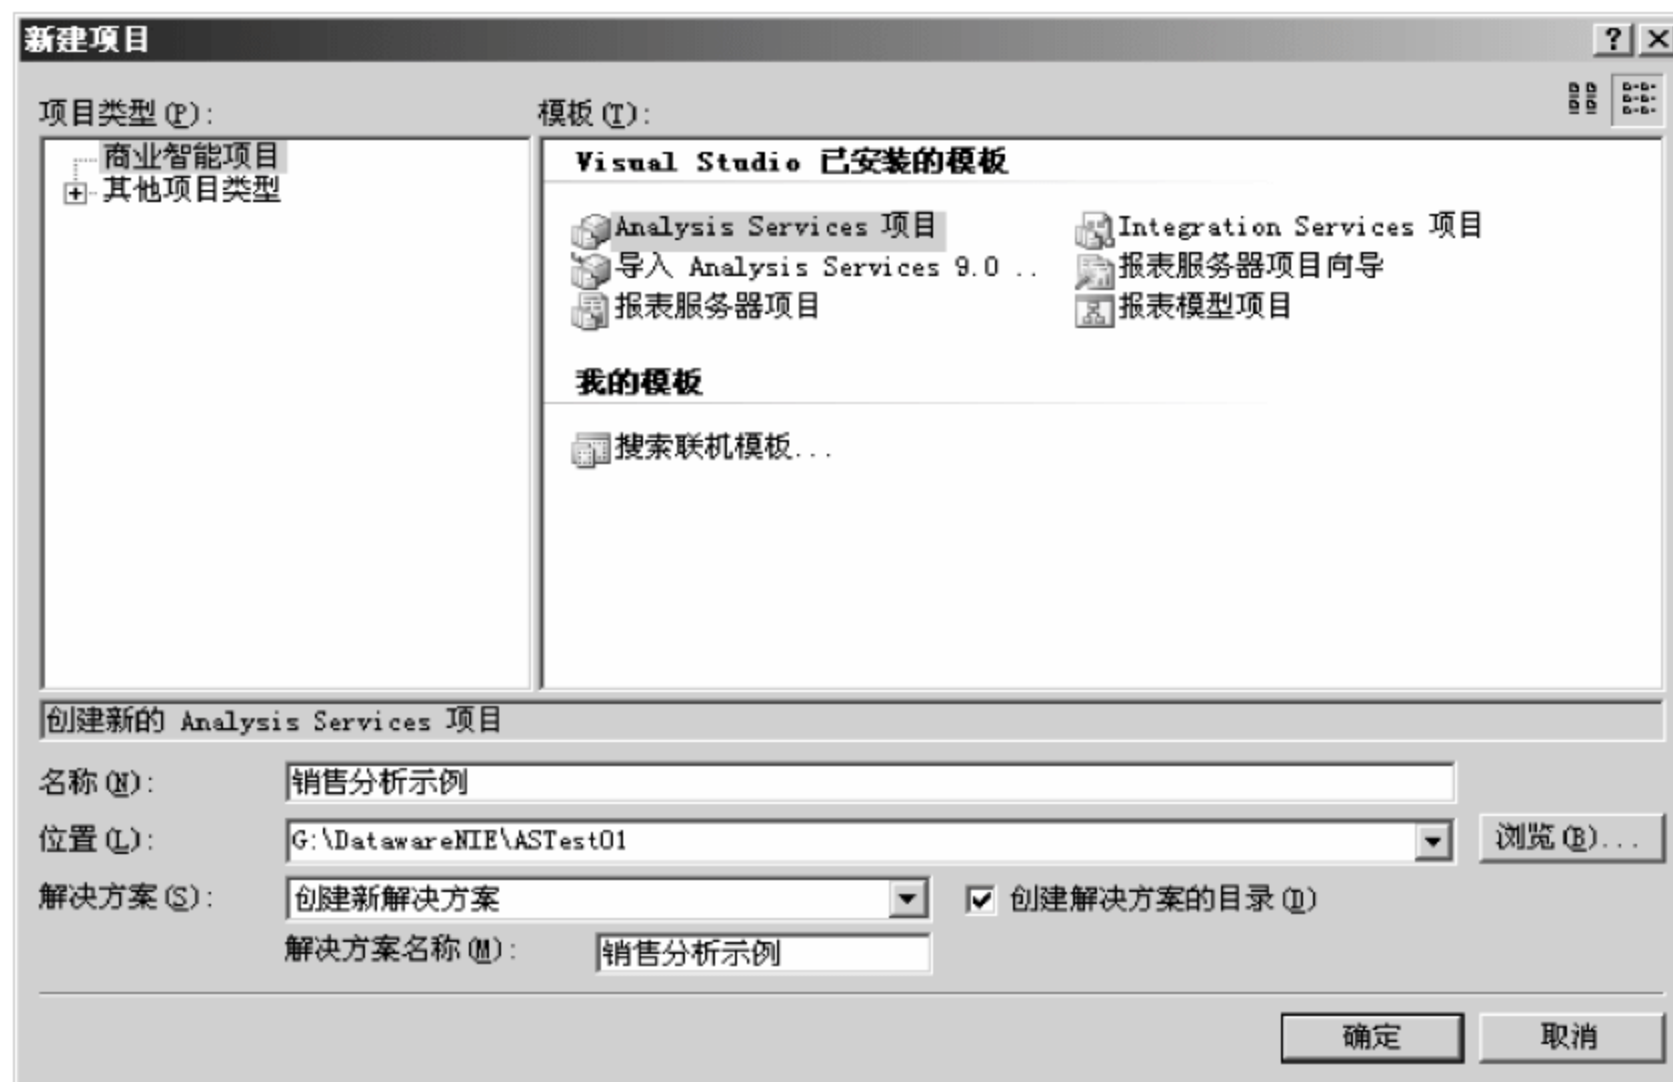 新建项目
项目类型(P):
模板(T):
商业智能项目
其他项目类型
Visual Studio 已安装的模板
Analysis Services 项目
Integration Services 项目
导入 Analysis Services 9.0 ..
报表服务器项目向导
报表服务器项目
报表模型项目
我的模板
搜索联机模板...
创建新的 Analysis Services 项目
名称(N):
销售分析示例
位置(L):
G:\DatawareNIE\ASTest01
浏览(B)...
解决方案(S):
创建新解决方案
创建解决方案的目录(D)
解决方案名称(M):
销售分析示例
确定
取消